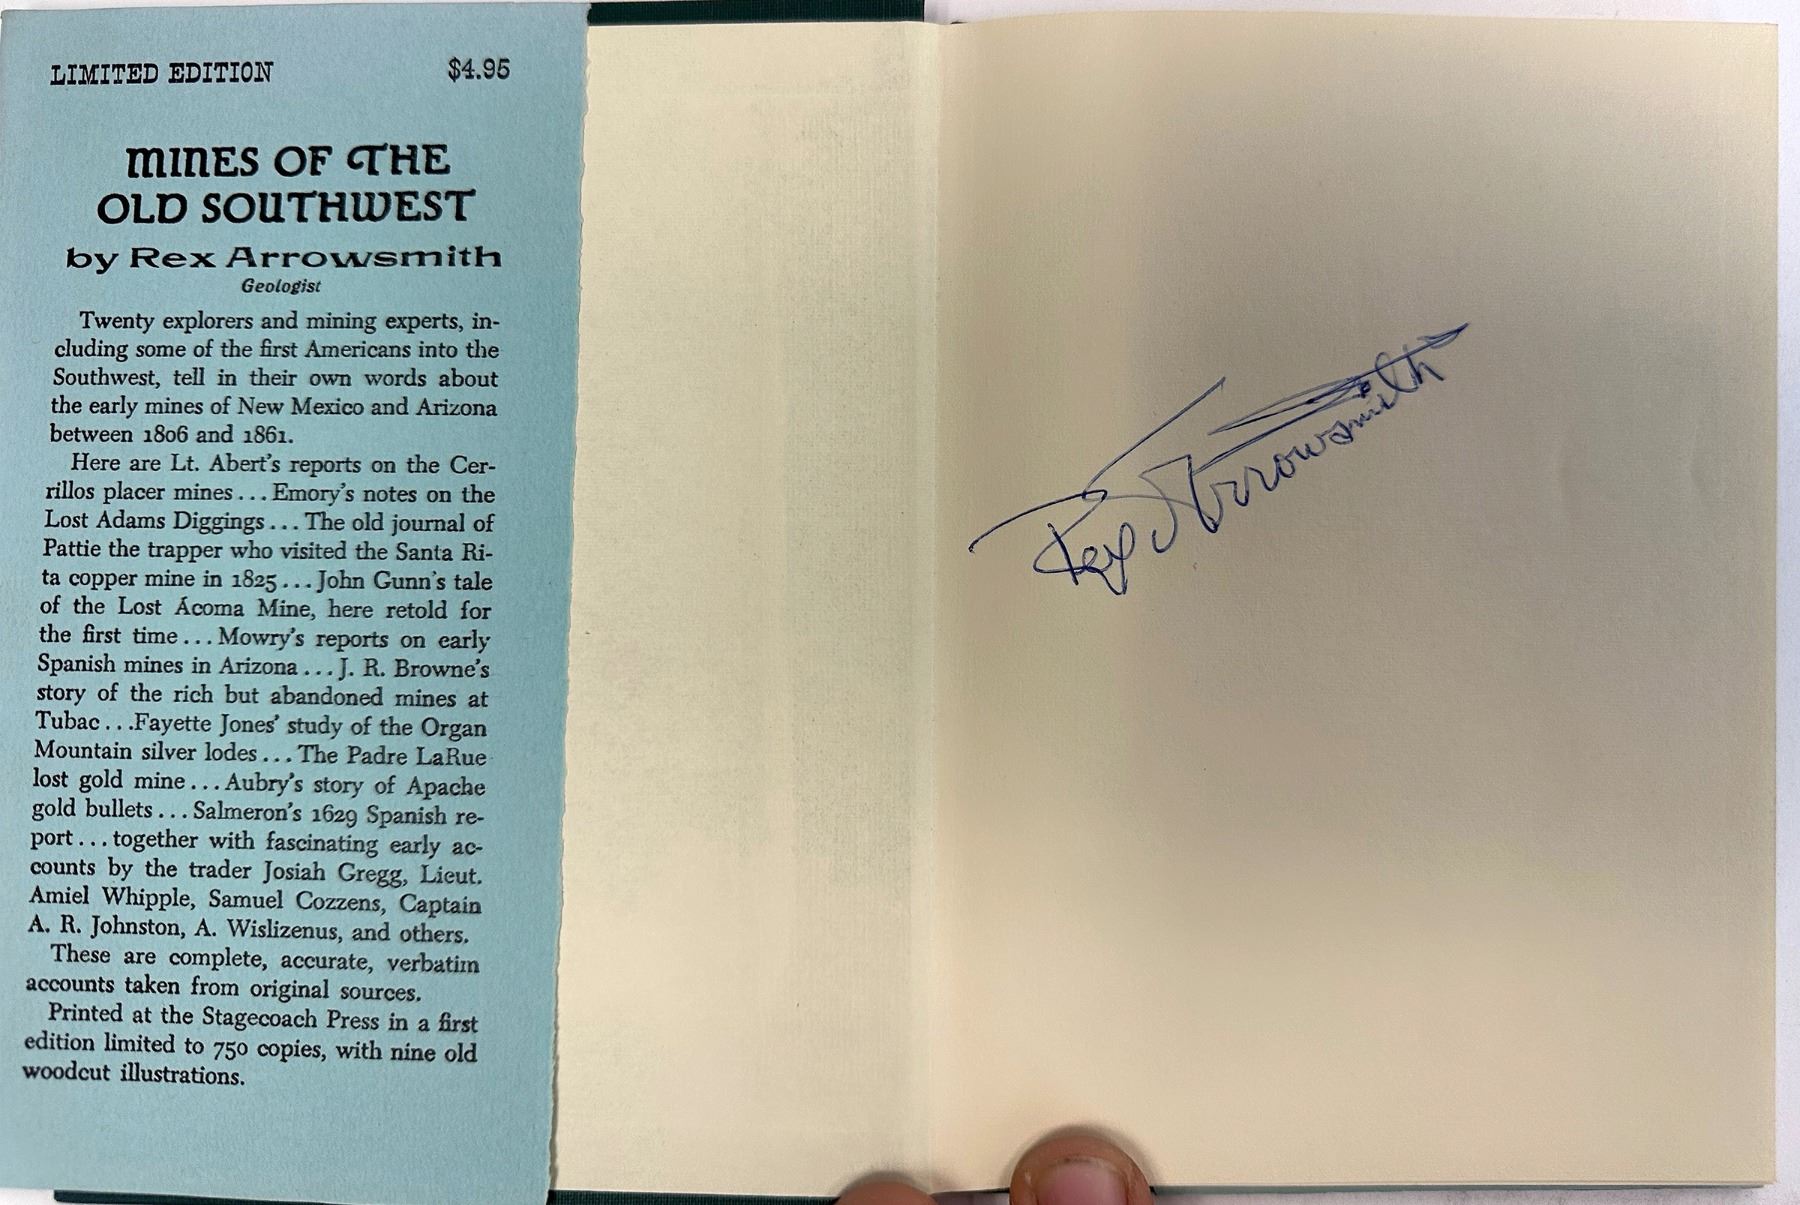 LIMITED EDITION $4.95
MINES OF THE
OLD SOUTHWEST
by Rex Arrowsmith
Geologist
Twenty explorers and mining experts, in-
cluding some of the first Americans into the
Southwest, tell in their own words about
the early mines of New Mexico and Arizona
between 1806 and 1861.
Here are Lt. Abert's reports on the Cer-
rillos placer mines... Emory's notes on the
Lost Adams Diggings... The old journal of
Pattie the trapper who visited the Santa Ri-
ta copper mine in 1825... John Gunn's tale
of the Lost Ácoma Mine, here retold for
the first time... Mowry's reports on early
Spanish mines in Arizona... J. R. Browne's
story of the rich but abandoned mines at
Tubac...Fayette Jones' study of the Organ
Mountain silver lodes... The Padre LaRue
lost gold mine... Aubry's story of Apache
gold bullets... Salmeron's 1629 Spanish re-
port... together with fascinating early ac-
counts by the trader Josiah Gregg, Lieut.
Amiel Whipple, Samuel Cozzens, Captain
A. R. Johnston, A. Wislizenus, and others.
These are complete, accurate, verbatim
accounts taken from original sources.
Printed at the Stagecoach Press in a first
edition limited to 750 copies, with nine old
woodcut illustrations.
Rex Arrowsmith